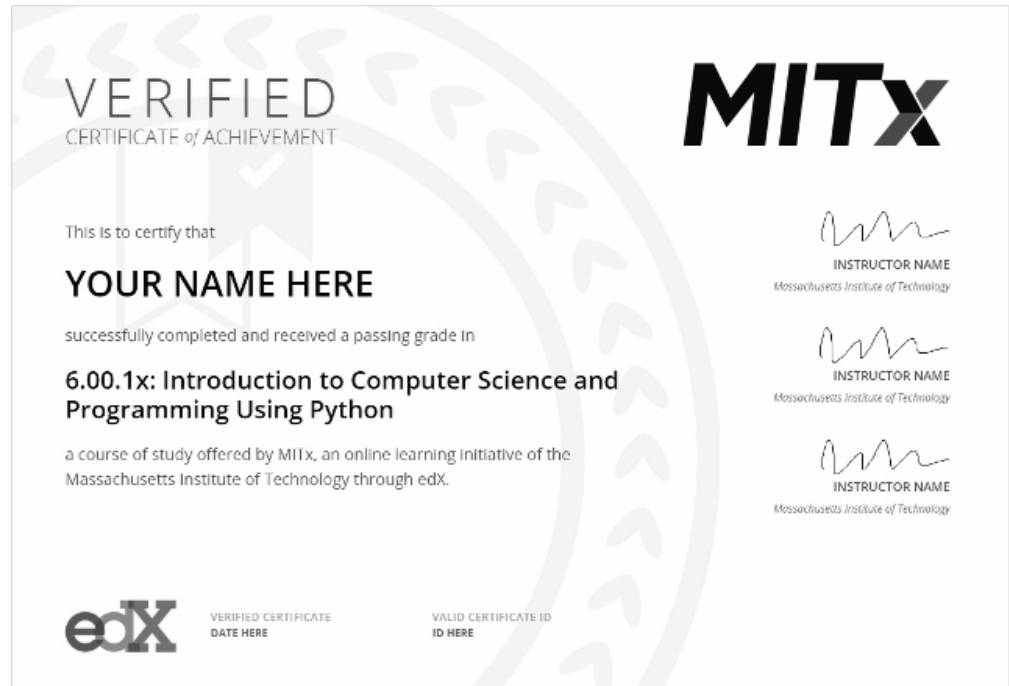 VERIFIED
CERTIFICATE of ACHIEVEMENT
MITx
This is to certify that
YOUR NAME HERE
successfully completed and received a passing grade in
6.00.1x: Introduction to Computer Science and
Programming Using Python
a course of study offered by MITx, an online learning initiative of the
Massachusetts Institute of Technology through edX.
INSTRUCTOR NAME
Massachusetts Institute of Technology
INSTRUCTOR NAME
Massachusetts Institute of Technology
INSTRUCTOR NAME
Massachusetts Institute of Technology
edX
VERIFIED CERTIFICATE
DATE HERE
VALID CERTIFICATE ID
ID HERE